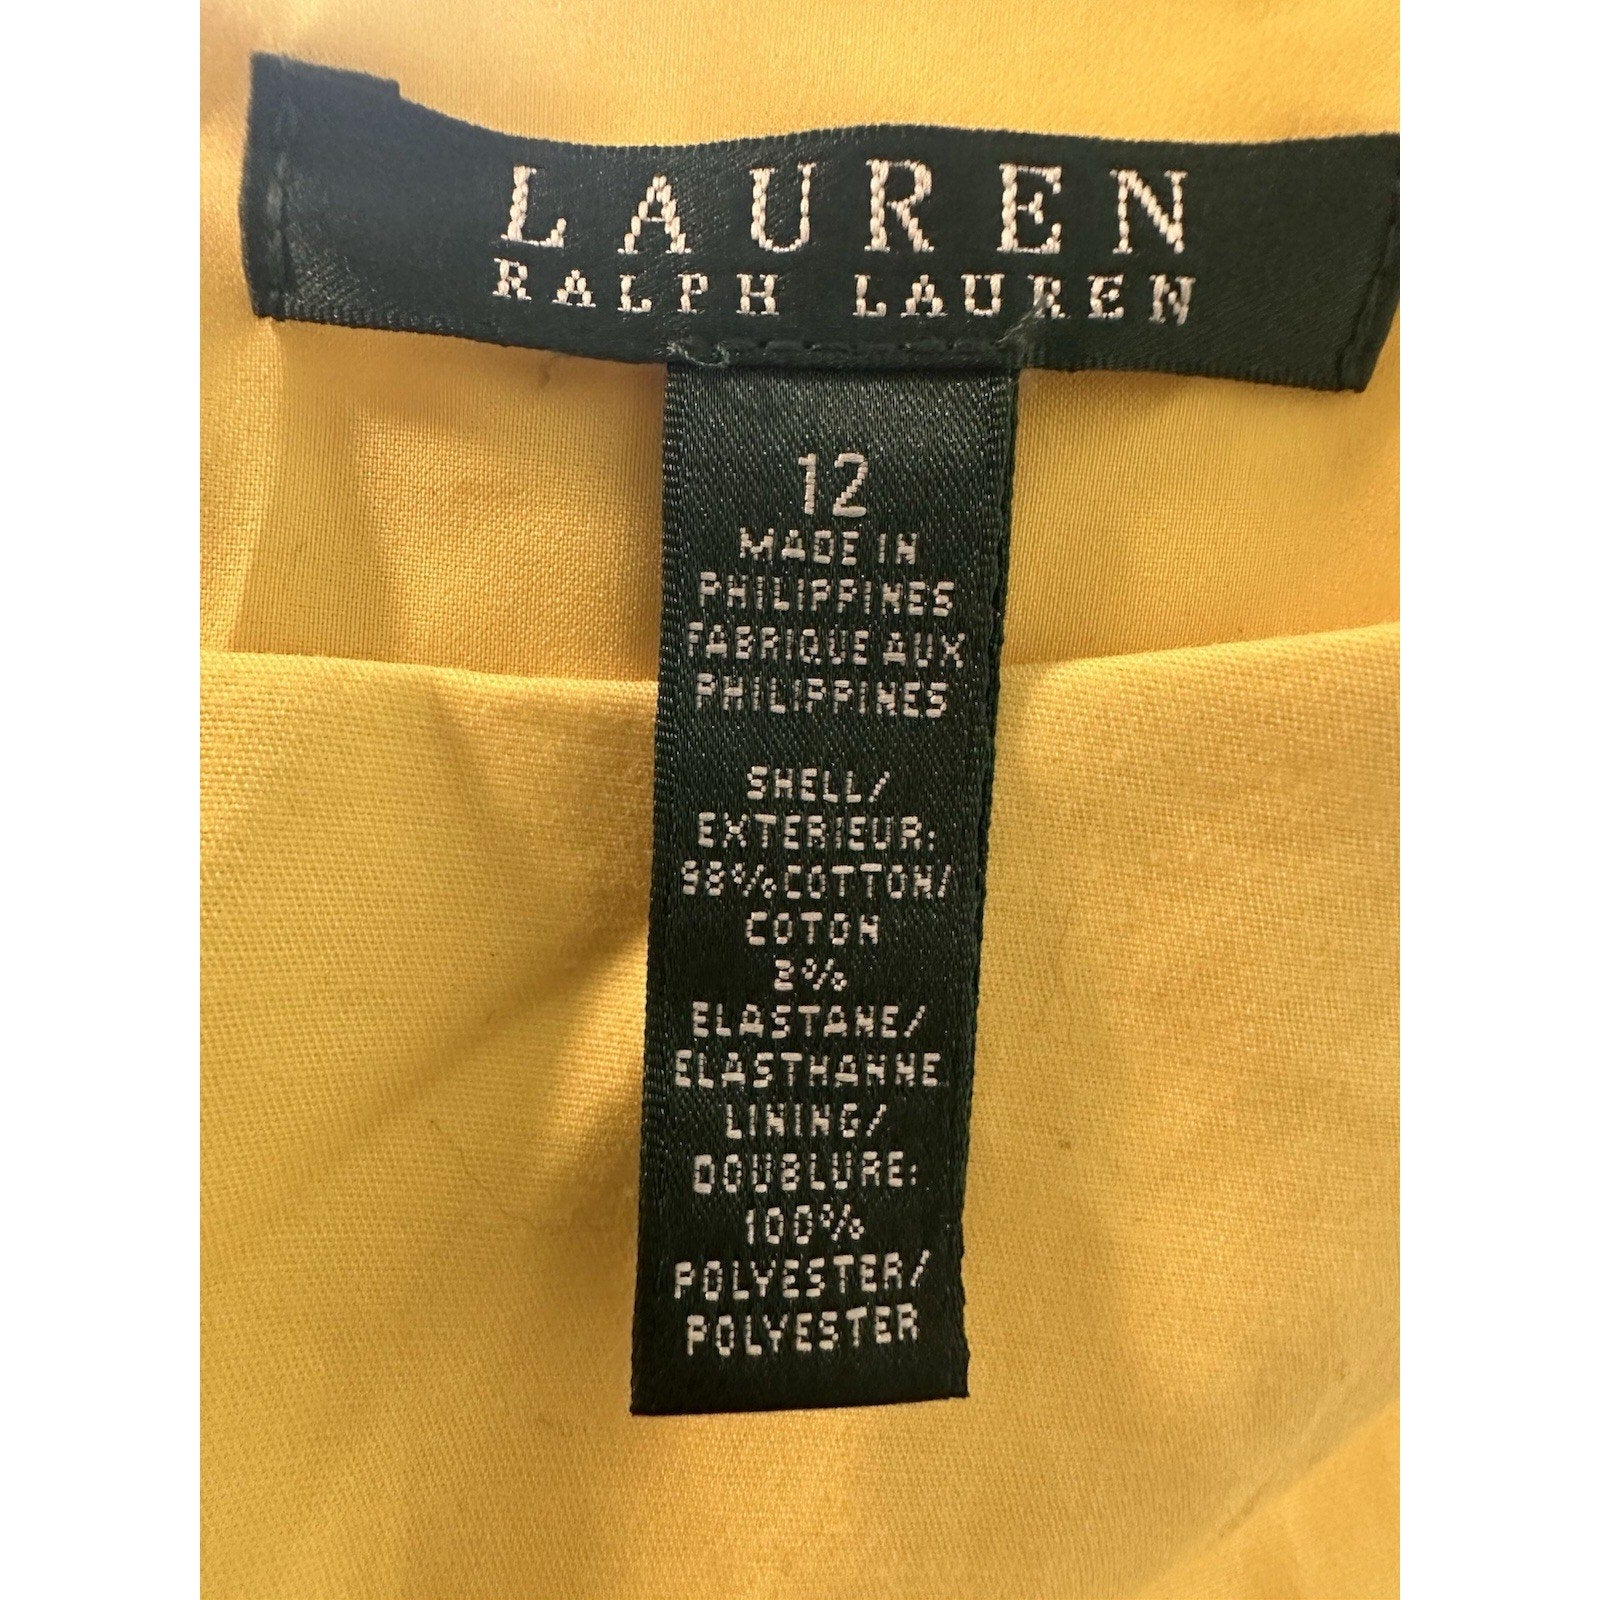 LAUREN
RALPH LAUREN
12
MADE IN
PHILIPPINES
FABRIQUE AUX
PHILIPPINES
SHELL/
EXTERIEUR:
98%COTTON/
COTON
2%
ELASTANE/
ELASTHANNE
LINING/
DOUBLURE:
100%
POLYESTER/
POLYESTER